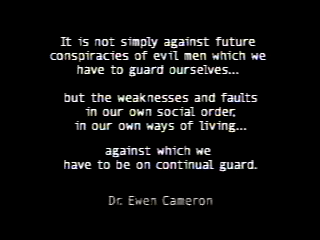 It is not simply against future
conspiracies of evil men which we
have to guard ourselves...
but the weaknesses and faults
in our own social order,
in our own ways of living...
against which we
have to be on continual guard.
Dr. Ewen Cameron